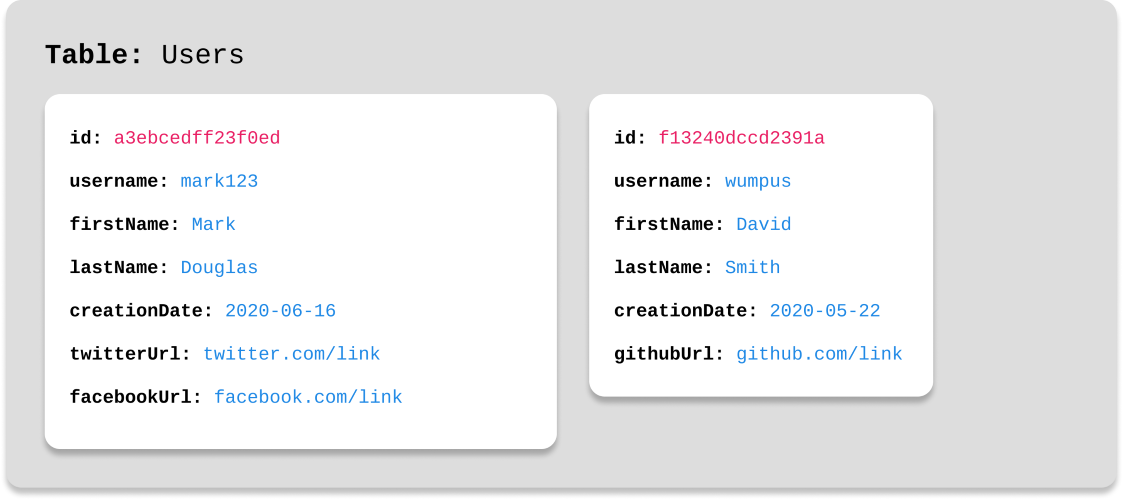 Table: Users
id: a3ebcedff23f0ed
username: mark123
firstName: Mark
lastName: Douglas
creationDate: 2020-06-16
twitterUrl: twitter.com/link
facebookUrl: facebook.com/link
id: f13240dccd2391a
username: wumpus
firstName: David
lastName: Smith
creationDate: 2020-05-22
githubUrl: github.com/link